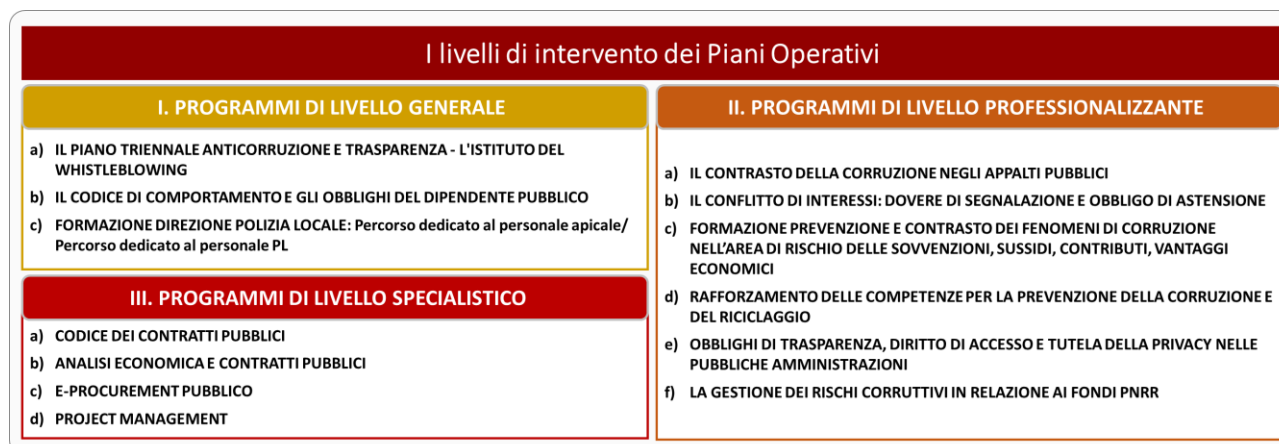 I livelli di intervento dei Piani Operativi
I. PROGRAMMI DI LIVELLO GENERALE
a) IL PIANO TRIENNALE ANTICORRUZIONE E TRASPARENZA - L'ISTITUTO DEL
WHISTLEBLOWING
b) IL CODICE DI COMPORTAMENTO E GLI OBBLIGHI DEL DIPENDENTE PUBBLICO
c) FORMAZIONE DIREZIONE POLIZIA LOCALE: Percorso dedicato al personale apicale/
Percorso dedicato al personale PL
III. PROGRAMMI DI LIVELLO SPECIALISTICO
a) CODICE DEI CONTRATTI PUBBLICI
b) ANALISI ECONOMICA E CONTRATTI PUBBLICI
c) E-PROCUREMENT PUBBLICO
d) PROJECT MANAGEMENT
II. PROGRAMMI DI LIVELLO PROFESSIONALIZZANTE
a) IL CONTRASTO DELLA CORRUZIONE NEGLI APPALTI PUBBLICI
b) IL CONFLITTO DI INTERESSI: DOVERE DI SEGNALAZIONE E OBBLIGO DI ASTENSIONE
c) FORMAZIONE PREVENZIONE E CONTRASTO DEI FENOMENI DI CORRUZIONE
NELL'AREA DI RISCHIO DELLE SOVVENZIONI, SUSSIDI, CONTRIBUTI, VANTAGGI
ECONOMICI
d) RAFFORZAMENTO DELLE COMPETENZE PER LA PREVENZIONE DELLA CORRUZIONE E
DEL RICICLAGGIO
e) OBBLIGHI DI TRASPARENZA, DIRITTO DI ACCESSO E TUTELA DELLA PRIVACY NELLE
PUBBLICHE AMMINISTRAZIONI
f) LA GESTIONE DEI RISCHI CORRUTTIVI IN RELAZIONE AI FONDI PNRR